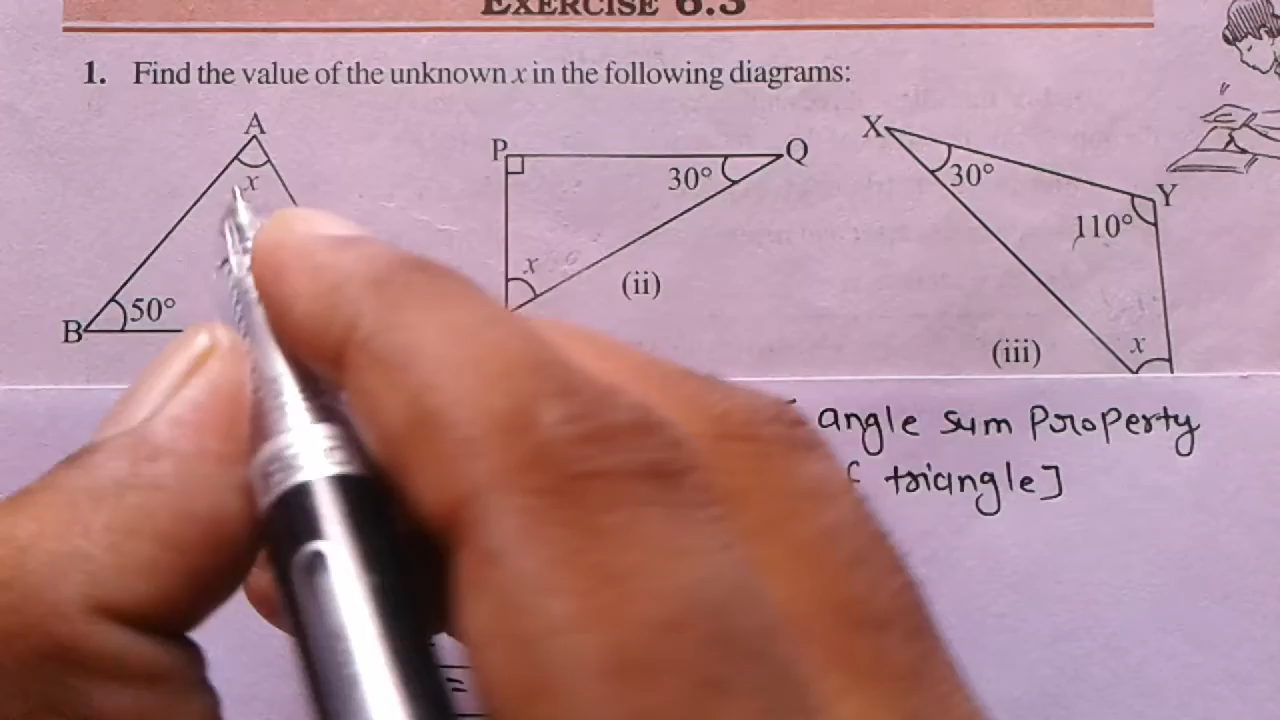 EXERCISE 6.3
1. Find the value of the unknown x in the following diagrams:
A
x
B
50°
P
Q
30°
x
(ii)
X
30°
Y
110°
x
(iii)
angle sum Property
triangle]